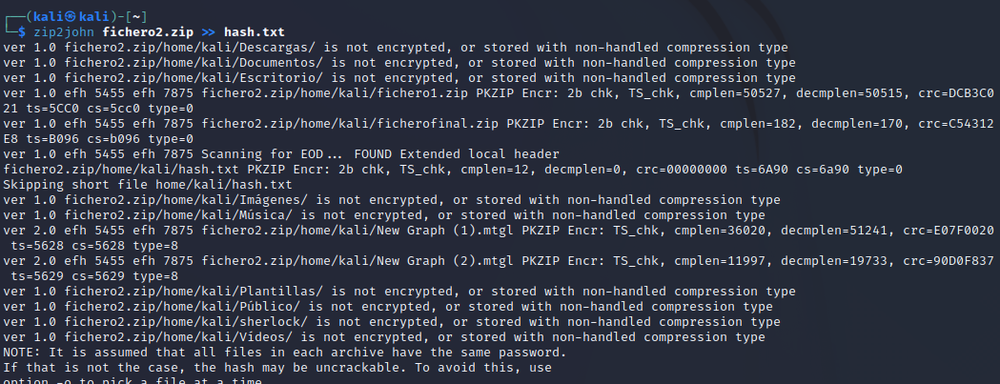 ┌──(kali㉿kali)-[~]
└─$ zip2john fichero2.zip >> hash.txt
ver 1.0 fichero2.zip/home/kali/Descargas/ is not encrypted, or stored with non-handled compression type
ver 1.0 fichero2.zip/home/kali/Documentos/ is not encrypted, or stored with non-handled compression type
ver 1.0 fichero2.zip/home/kali/Escritorio/ is not encrypted, or stored with non-handled compression type
ver 1.0 efh 5455 efh 7875 fichero2.zip/home/kali/fichero1.zip PKZIP Encr: 2b chk, TS_chk, cmplen=50527, decmplen=50515, crc=DCB3C0
21 ts=5CC0 cs=5cc0 type=0
ver 1.0 efh 5455 efh 7875 fichero2.zip/home/kali/ficherofinal.zip PKZIP Encr: 2b chk, TS_chk, cmplen=182, decmplen=170, crc=C54312
E8 ts=B096 cs=b096 type=0
ver 1.0 efh 5455 efh 7875 Scanning for EOD... FOUND Extended local header
fichero2.zip/home/kali/hash.txt PKZIP Encr: 2b chk, TS_chk, cmplen=12, decmplen=0, crc=00000000 ts=6A90 cs=6a90 type=0
Skipping short file home/kali/hash.txt
ver 1.0 fichero2.zip/home/kali/Imágenes/ is not encrypted, or stored with non-handled compression type
ver 1.0 fichero2.zip/home/kali/Música/ is not encrypted, or stored with non-handled compression type
ver 2.0 efh 5455 efh 7875 fichero2.zip/home/kali/New Graph (1).mtgl PKZIP Encr: TS_chk, cmplen=36020, decmplen=51241, crc=E07F0020
ts=5628 cs=5628 type=8
ver 2.0 efh 5455 efh 7875 fichero2.zip/home/kali/New Graph (2).mtgl PKZIP Encr: TS_chk, cmplen=11997, decmplen=19733, crc=90D0F837
ts=5629 cs=5629 type=8
ver 1.0 fichero2.zip/home/kali/Plantillas/ is not encrypted, or stored with non-handled compression type
ver 1.0 fichero2.zip/home/kali/Público/ is not encrypted, or stored with non-handled compression type
ver 1.0 fichero2.zip/home/kali/sherlock/ is not encrypted, or stored with non-handled compression type
ver 1.0 fichero2.zip/home/kali/Vídeos/ is not encrypted, or stored with non-handled compression type
NOTE: It is assumed that all files in each archive have the same password.
If that is not the case, the hash may be uncrackable. To avoid this, use
option -o to pick a file at a time.